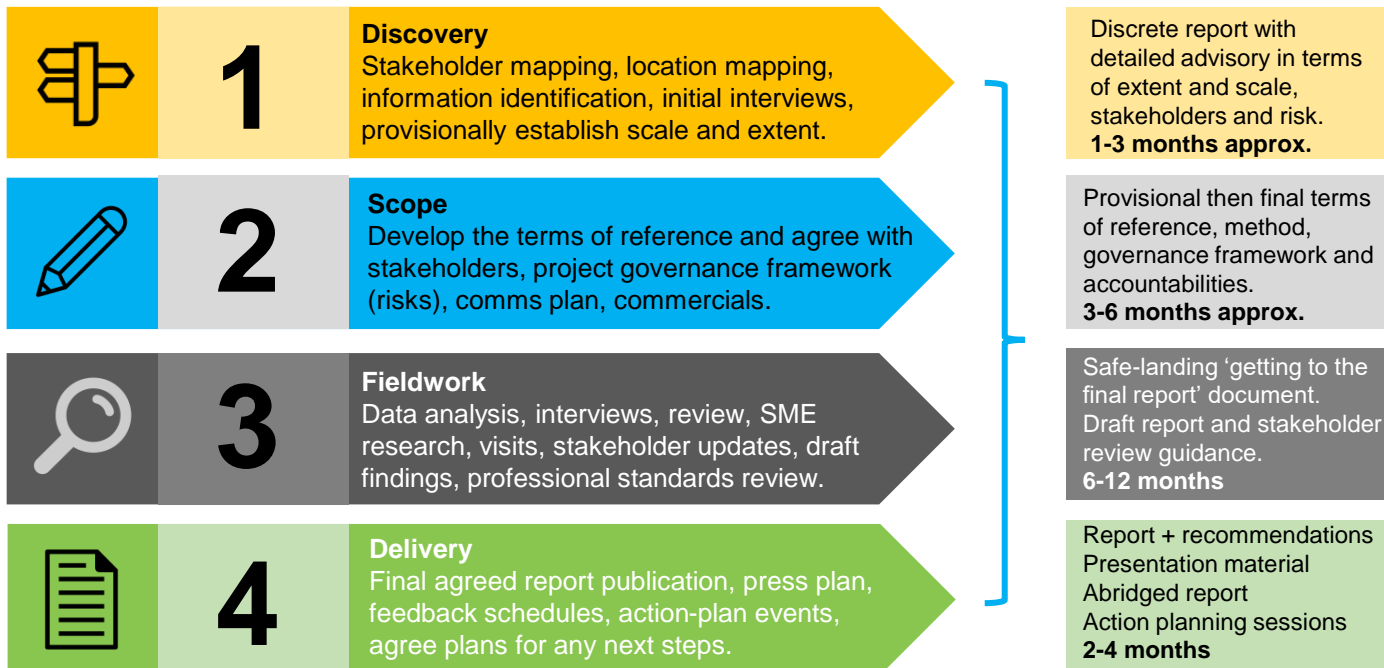 1
Discovery
Stakeholder mapping, location mapping,
information identification, initial interviews,
provisionally establish scale and extent.
Discrete report with
detailed advisory in terms
of extent and scale,
stakeholders and risk.
1-3 months approx.
2
Scope
Develop the terms of reference and agree with
stakeholders, project governance framework
(risks), comms plan, commercials.
Provisional then final terms
of reference, method,
governance framework and
accountabilities.
3-6 months approx.
3
Fieldwork
Data analysis, interviews, review, SME
research, visits, stakeholder updates, draft
findings, professional standards review.
Safe-landing ‘getting to the
final report’ document.
Draft report and stakeholder
review guidance.
6-12 months
4
Delivery
Final agreed report publication, press plan,
feedback schedules, action-plan events,
agree plans for any next steps.
Report + recommendations
Presentation material
Abridged report
Action planning sessions
2-4 months